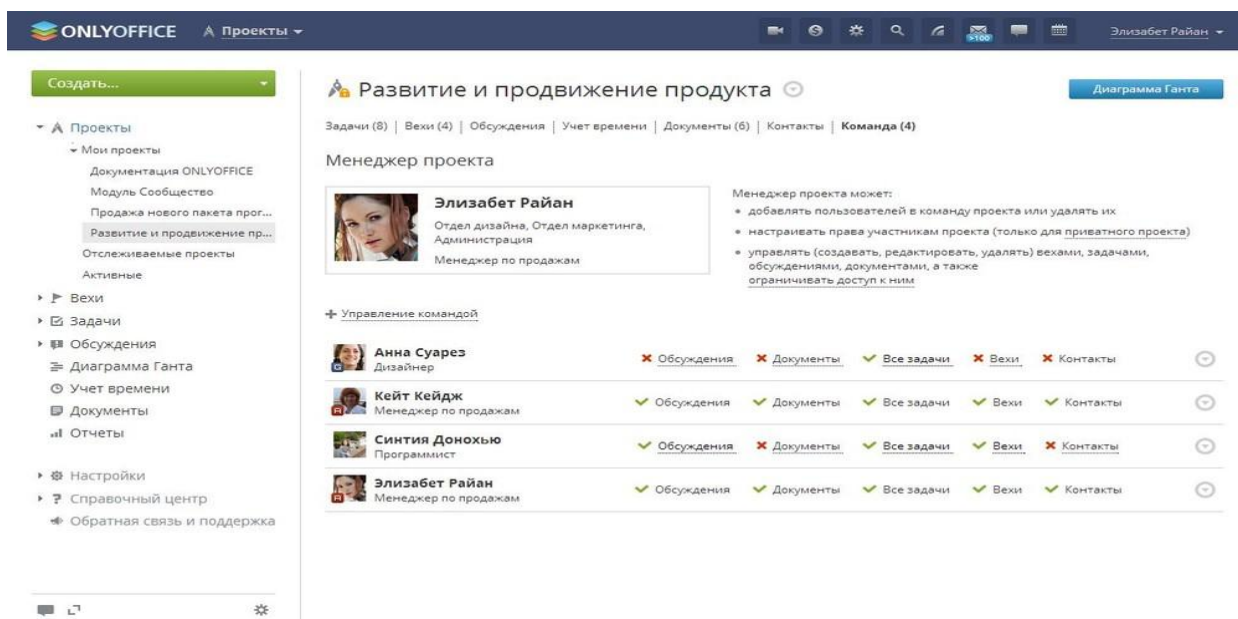 ONLYOFFICE Проекты >100 Элизабет Райан
Создать...
Проекты
Мои проекты
Документация ONLYOFFICE
Модуль Сообщество
Продажа нового пакета прог...
Развитие и продвижение пр...
Отслеживаемые проекты
Активные
Вехи
Задачи
Обсуждения
Диаграмма Ганта
Учет времени
Документы
Отчеты
Настройки
Справочный центр
Обратная связь и поддержка
Развитие и продвижение продукта
Диаграмма Ганта
Задачи (8) | Вехи (4) | Обсуждения | Учет времени | Документы (6) | Контакты | Команда (4)
Менеджер проекта
Элизабет Райан
Отдел дизайна, Отдел маркетинга,
Администрация
Менеджер по продажам
Менеджер проекта может:
• добавлять пользователей в команду проекта или удалять их
• настраивать права участникам проекта (только для приватного проекта)
• управлять (создавать, редактировать, удалять) вехами, задачами,
обсуждениями, документами, а также
ограничивать доступ к ним
Управление командой
Анна Суарез
Дизайнер
Обсуждения Документы Все задачи Вехи Контакты
Кейт Кейдж
Менеджер по продажам
Обсуждения Документы Все задачи Вехи Контакты
Синтия Донохью
Программист
Обсуждения Документы Все задачи Вехи Контакты
Элизабет Райан
Менеджер по продажам
Обсуждения Документы Все задачи Вехи Контакты